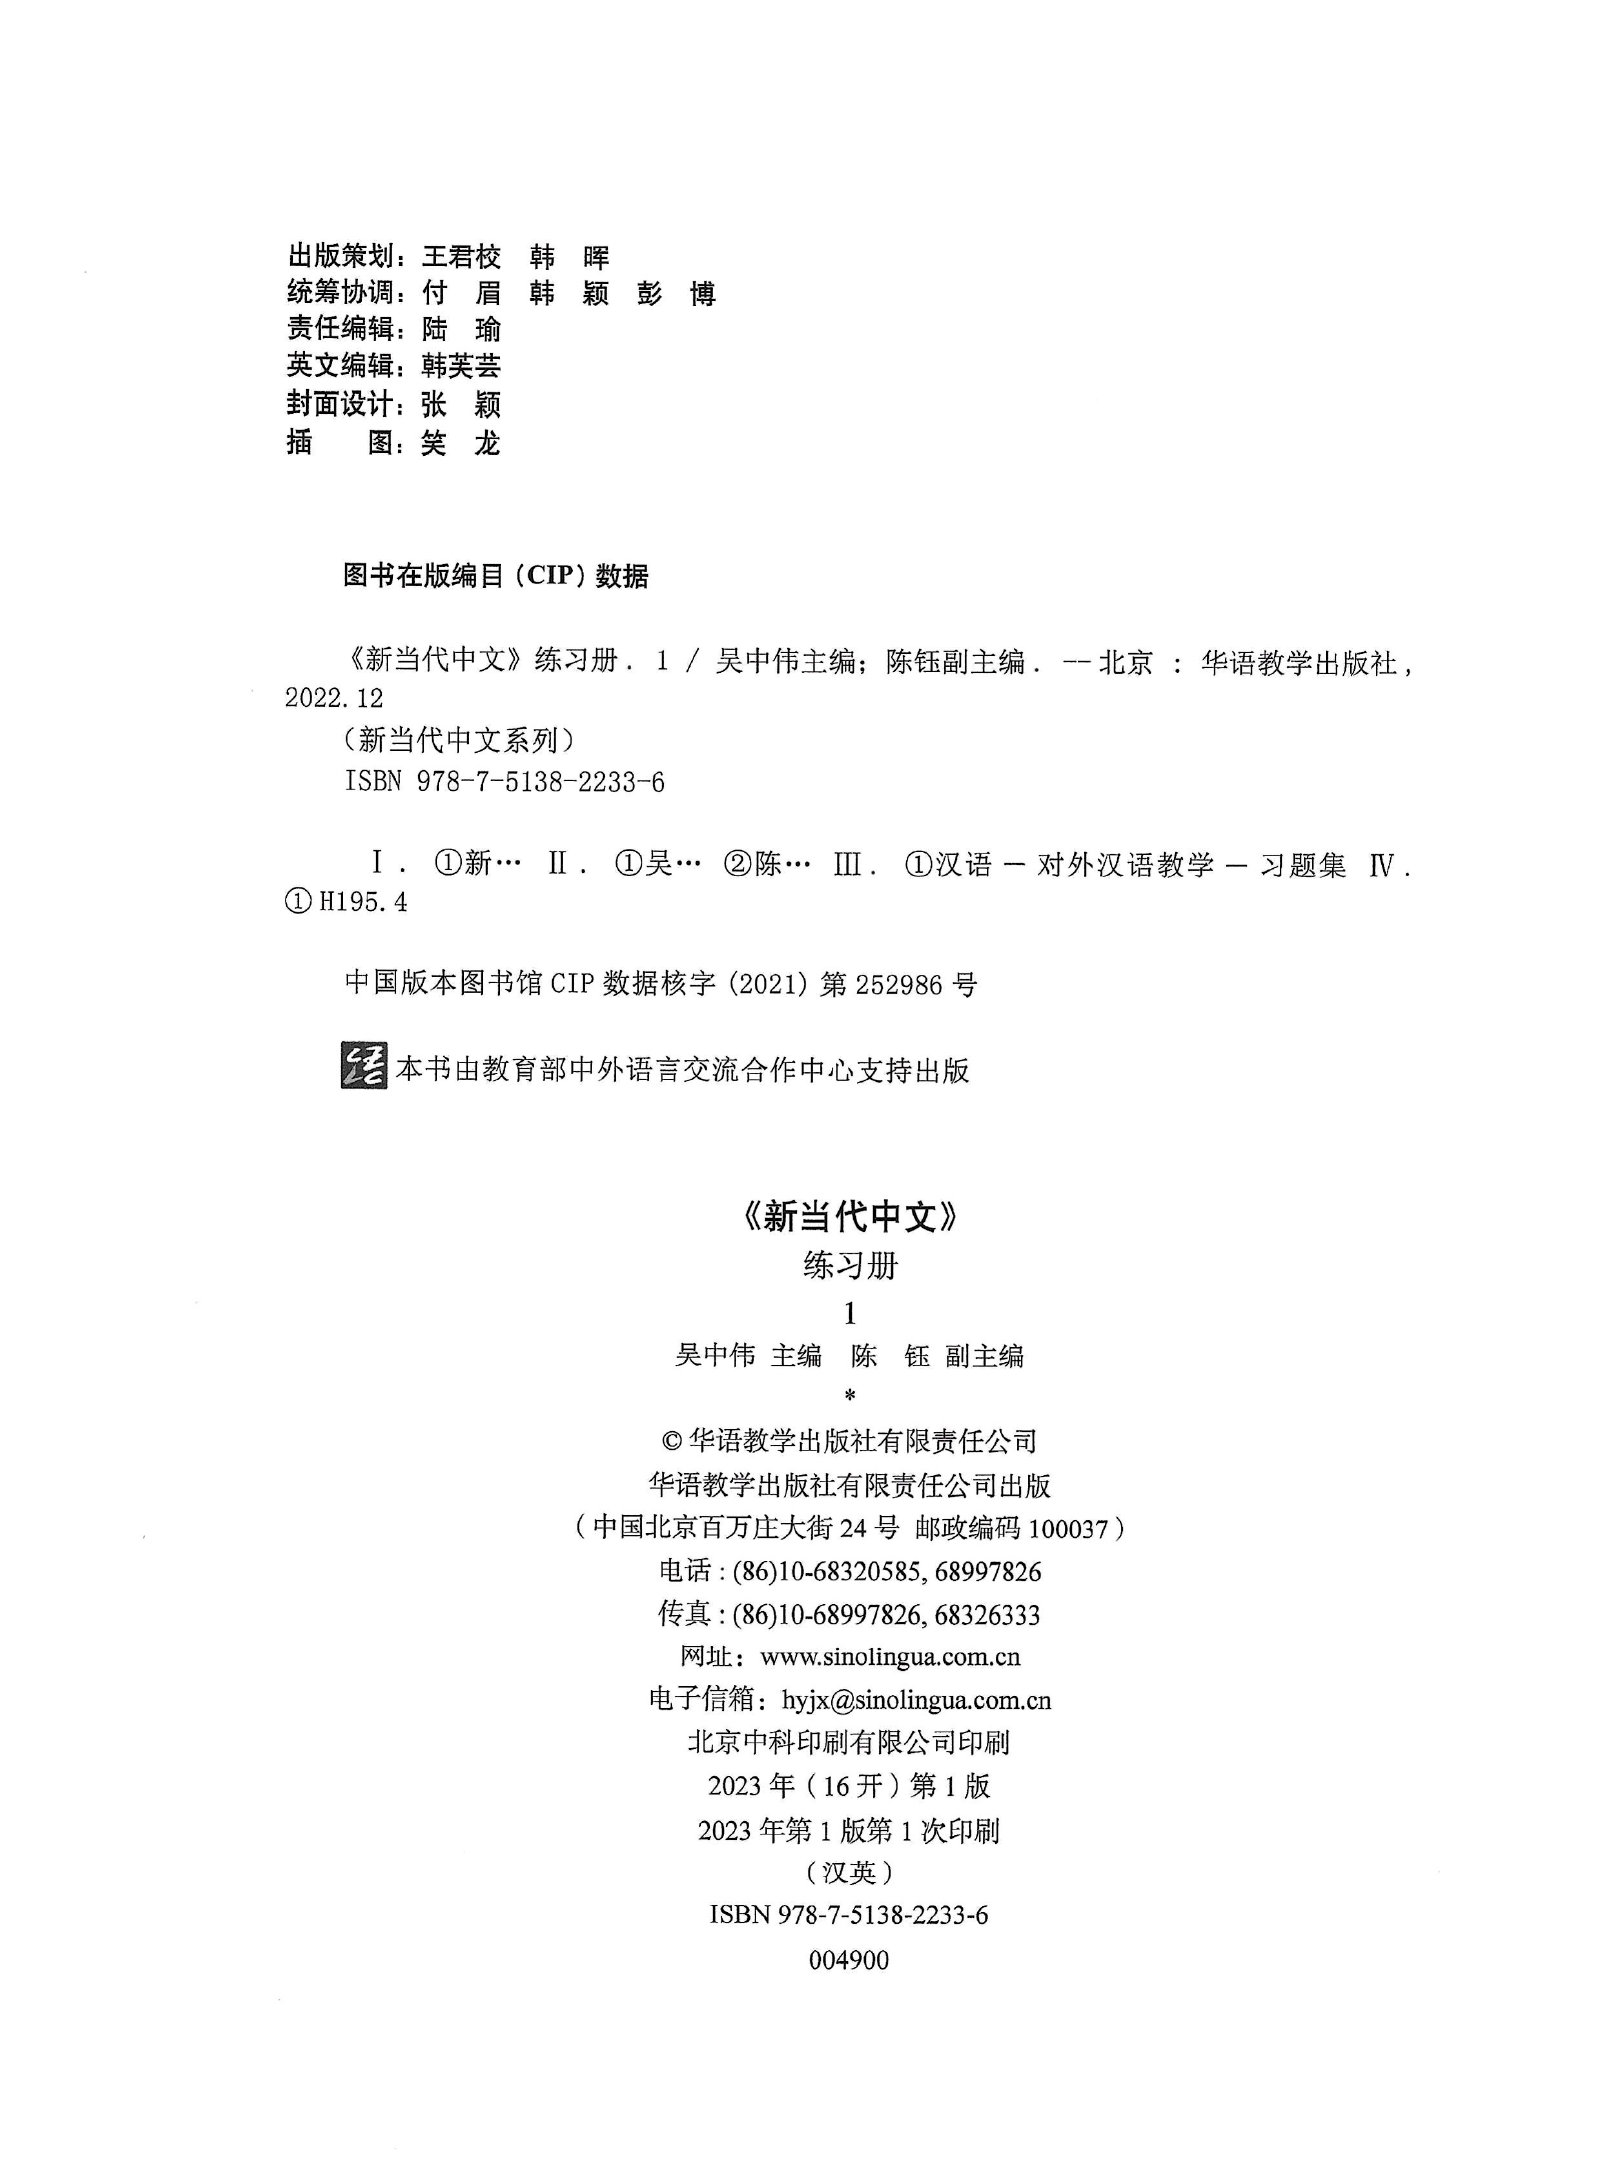 出版策划：王君校　韩　晖
统筹协调：付　眉　韩　颖　彭　博
责任编辑：陆　瑜
英文编辑：韩芙芸
封面设计：张　颖
插　　图：笑　龙
图书在版编目（CIP）数据
《新当代中文》练习册．1 / 吴中伟主编；陈钰副主编．--北京 ：华语教学出版社，
2022.12
（新当代中文系列）
ISBN 978-7-5138-2233-6
Ⅰ．①新… Ⅱ．①吴… ②陈… Ⅲ．①汉语－对外汉语教学－习题集 Ⅳ．
①H195.4
中国版本图书馆 CIP 数据核字（2021）第 252986 号
语 本书由教育部中外语言交流合作中心支持出版
《新当代中文》
练习册
1
吴中伟 主编　陈　钰 副主编
*
© 华语教学出版社有限责任公司
华语教学出版社有限责任公司出版
（中国北京百万庄大街 24 号 邮政编码 100037）
电话 : (86)10-68320585, 68997826
传真 : (86)10-68997826, 68326333
网址：www.sinolingua.com.cn
电子信箱：hyjx@sinolingua.com.cn
北京中科印刷有限公司印刷
2023 年（16 开）第 1 版
2023 年第 1 版第 1 次印刷
（汉英）
ISBN 978-7-5138-2233-6
004900